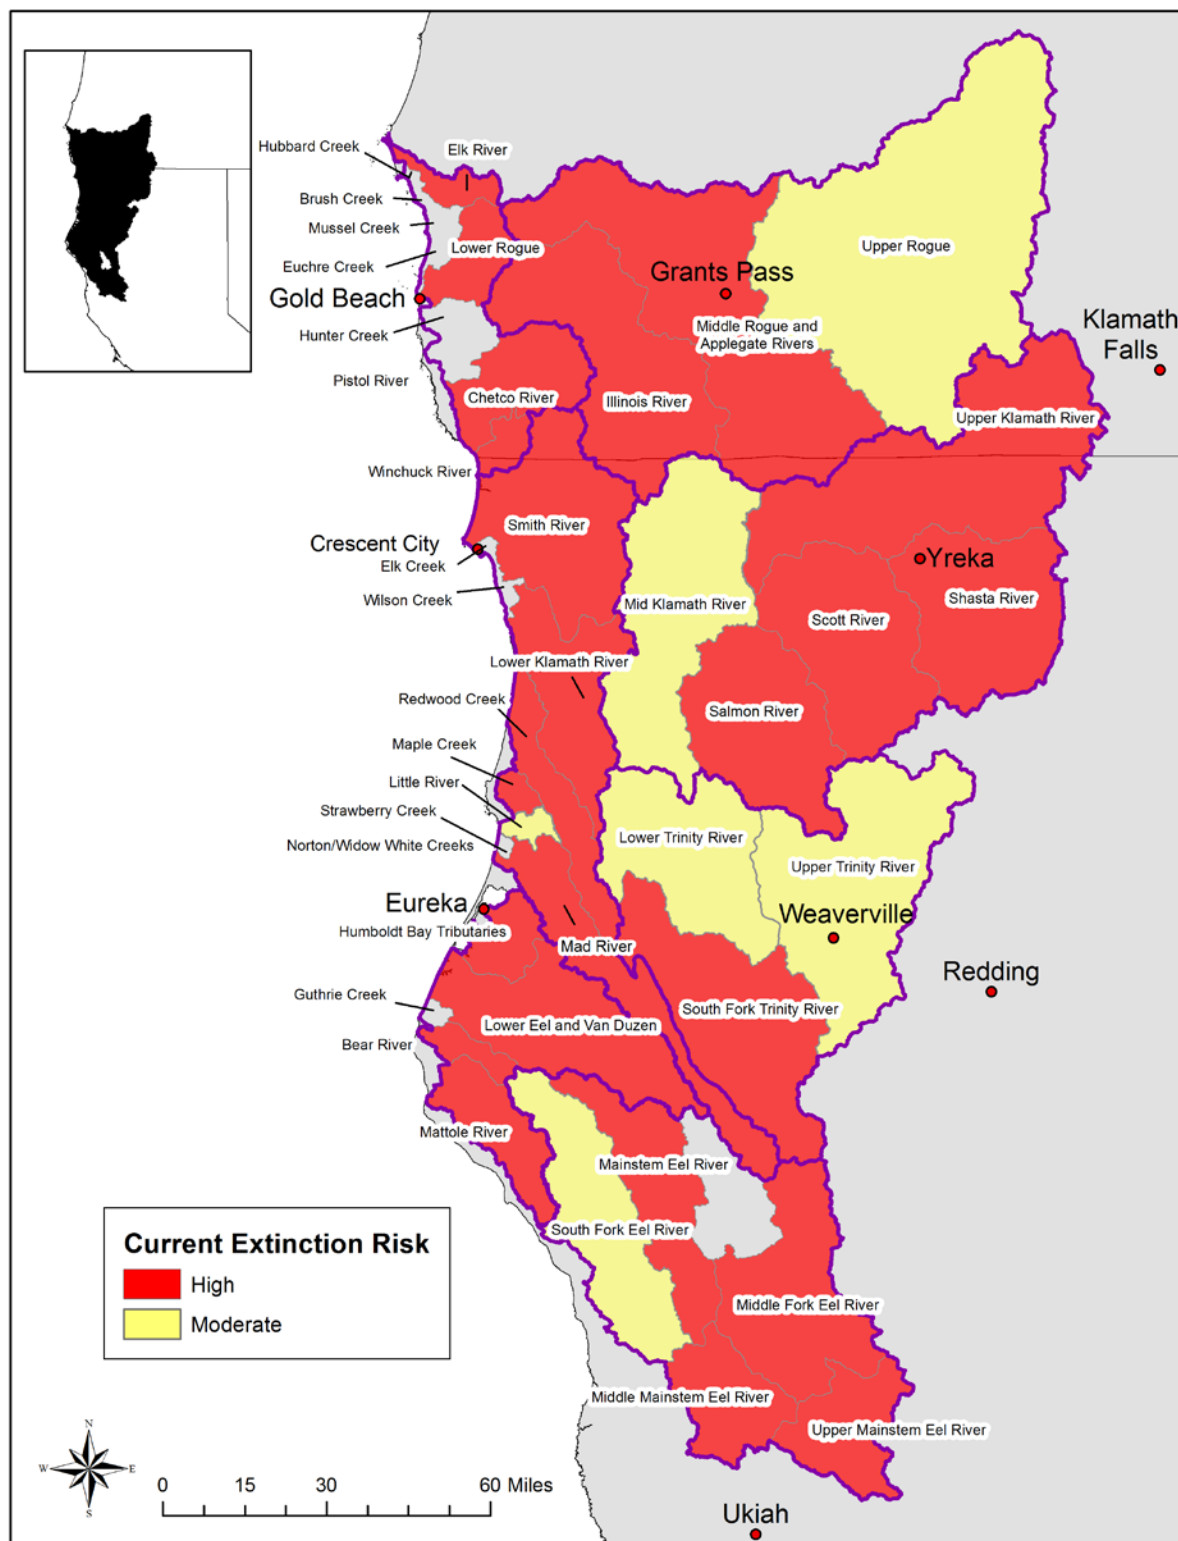 Hubbard Creek
Elk River
Brush Creek
Mussel Creek
Lower Rogue
Upper Rogue
Euchre Creek
Grants Pass
Gold Beach
Hunter Creek
Middle Rogue and
Applegate Rivers
Klamath
Falls
Pistol River
Chetco River
Illinois River
Upper Klamath River
Winchuck River
Smith River
Crescent City
Elk Creek
Yreka
Wilson Creek
Mid Klamath River
Shasta River
Scott River
Lower Klamath River
Redwood Creek
Salmon River
Maple Creek
Little River
Strawberry Creek
Lower Trinity River
Norton/Widow White Creeks
Upper Trinity River
Eureka
Weaverville
Humboldt Bay Tributaries
Mad River
Redding
Guthrie Creek
South Fork Trinity River
Lower Eel and Van Duzen
Bear River
Mattole River
Mainstem Eel River
South Fork Eel River
Current Extinction Risk
High
Moderate
Middle Fork Eel River
Middle Mainstem Eel River
Upper Mainstem Eel River
N
W
E
S
0 15 30 60 Miles
Ukiah